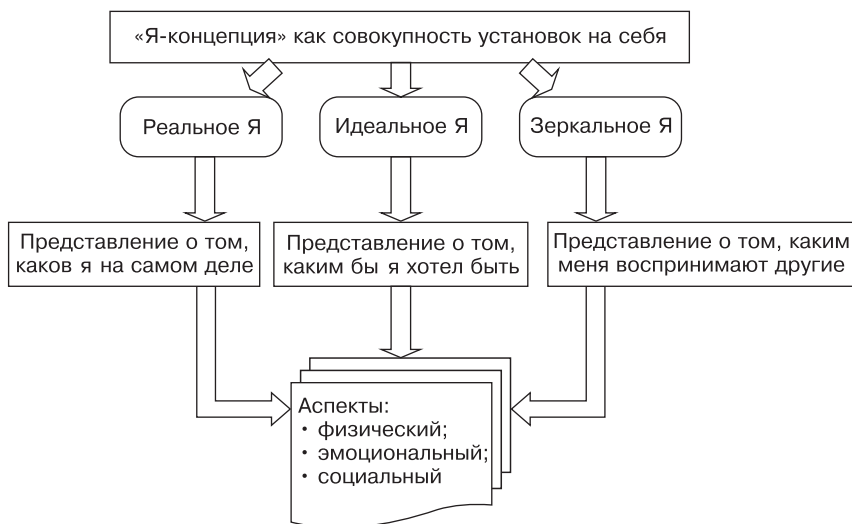 «Я-концепция» как совокупность установок на себя
Реальное Я
Идеальное Я
Зеркальное Я
Представление о том,
каков я на самом деле
Представление о том,
каким бы я хотел быть
Представление о том, каким
меня воспринимают другие
Аспекты:
• физический;
• эмоциональный;
• социальный